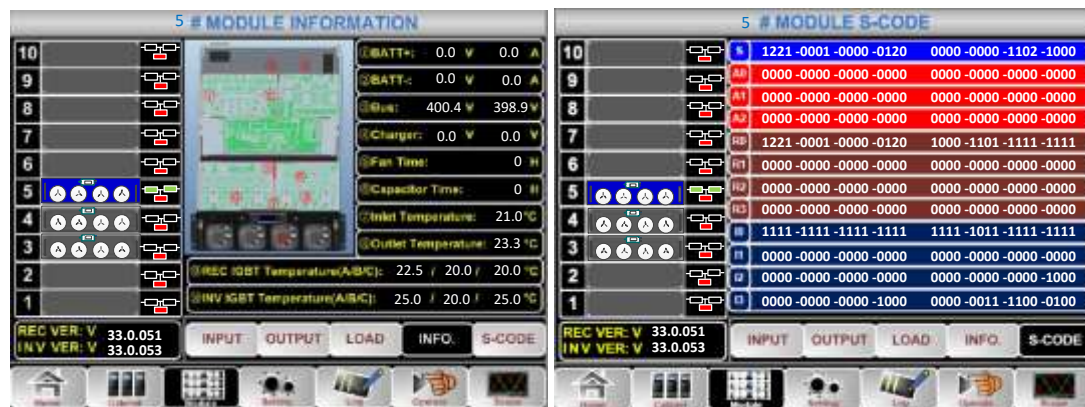 5 # MODULE INFORMATION
10
9
8
7
6
5
4
3
2
1
BATT+: 0.0 V 0.0 A
BATT-: 0.0 V 0.0 A
Bus: 400.4 V 398.9 V
Charger: 0.0 V 0.0 V
Fan Time: 0 H
Capacitor Time: 0 H
Inlet Temperature: 21.0 °C
Outlet Temperature: 23.3 °C
REC IGBT Temperature(A/B/C): 22.5 / 20.0 / 20.0 °C
INV IGBT Temperature(A/B/C): 25.0 / 20.0 / 25.0 °C
REC VER: V 33.0.051
INV VER: V 33.0.053
INPUT OUTPUT LOAD INFO. S-CODE
5 # MODULE S-CODE
10
9
8
7
6
5
4
3
2
1
S 1221 -0001 -0000 -0120 0000 -0000 -1102 -1000
A0 0000 -0000 -0000 -0000 0000 -0000 -0000 -0000
A1 0000 -0000 -0000 -0000 0000 -0000 -0000 -0000
A2 0000 -0000 -0000 -0000 0000 -0000 -0000 -0000
R0 1221 -0001 -0000 -0120 1000 -1101 -1111 -1111
R1 0000 -0000 -0000 -0000 0000 -0000 -0000 -0000
R2 0000 -0000 -0000 -0000 0000 -0000 -0000 -0000
R3 0000 -0000 -0000 -0000 0000 -0000 -0000 -0000
I0 1111 -1111 -1111 -1111 1111 -1011 -1111 -1111
I1 0000 -0000 -0000 -0000 0000 -0000 -0000 -0000
I2 0000 -0000 -0000 -0000 0000 -0000 -0000 -1000
I3 0000 -0000 -0000 -1000 0000 -0011 -1100 -0100
REC VER: V 33.0.051
INV VER: V 33.0.053
INPUT OUTPUT LOAD INFO. S-CODE